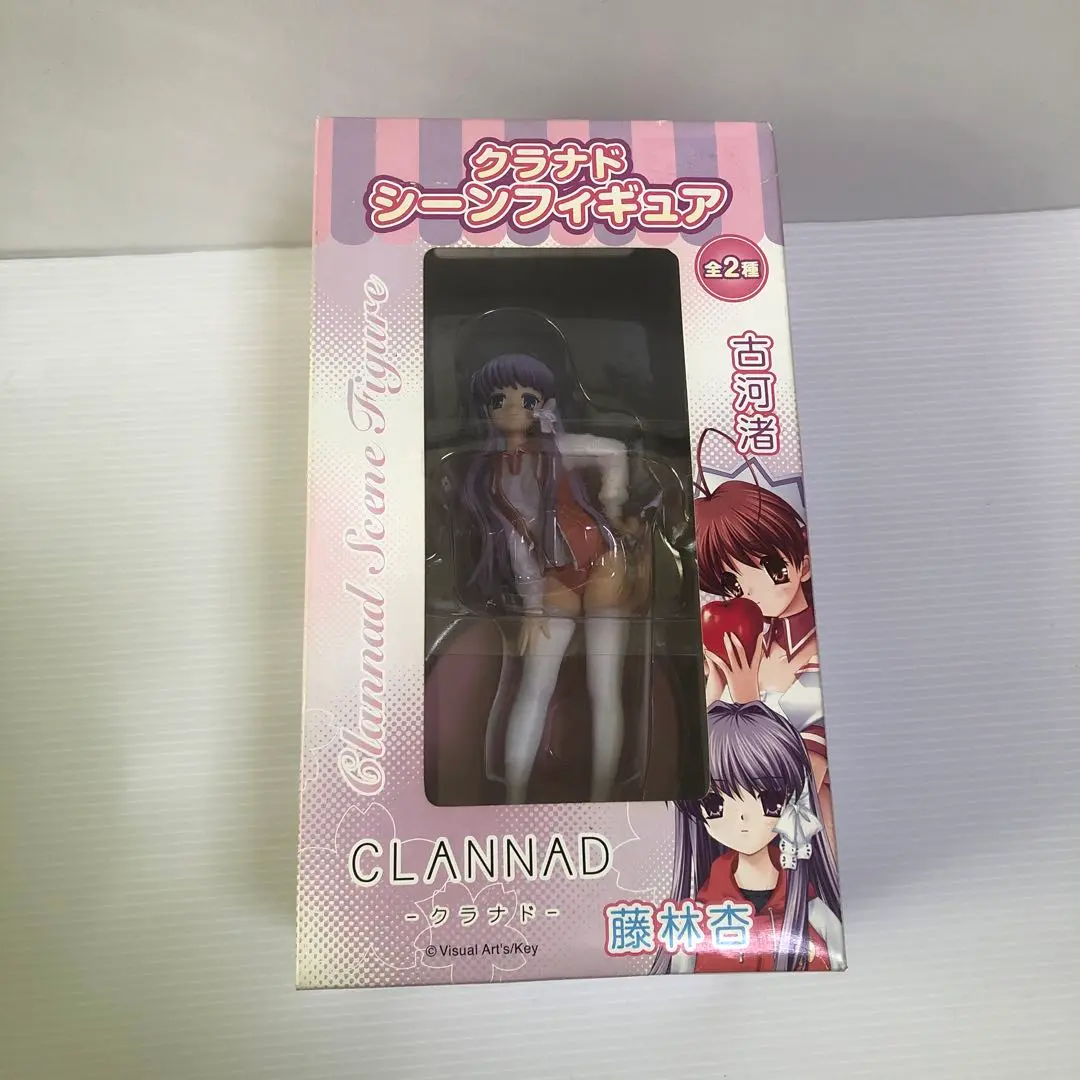 クラナド
シーンフィギュア
全2種
古河渚
Clannad Scene Figure
CLANNAD
-クラナド-
© Visual Art's/Key
藤林杏